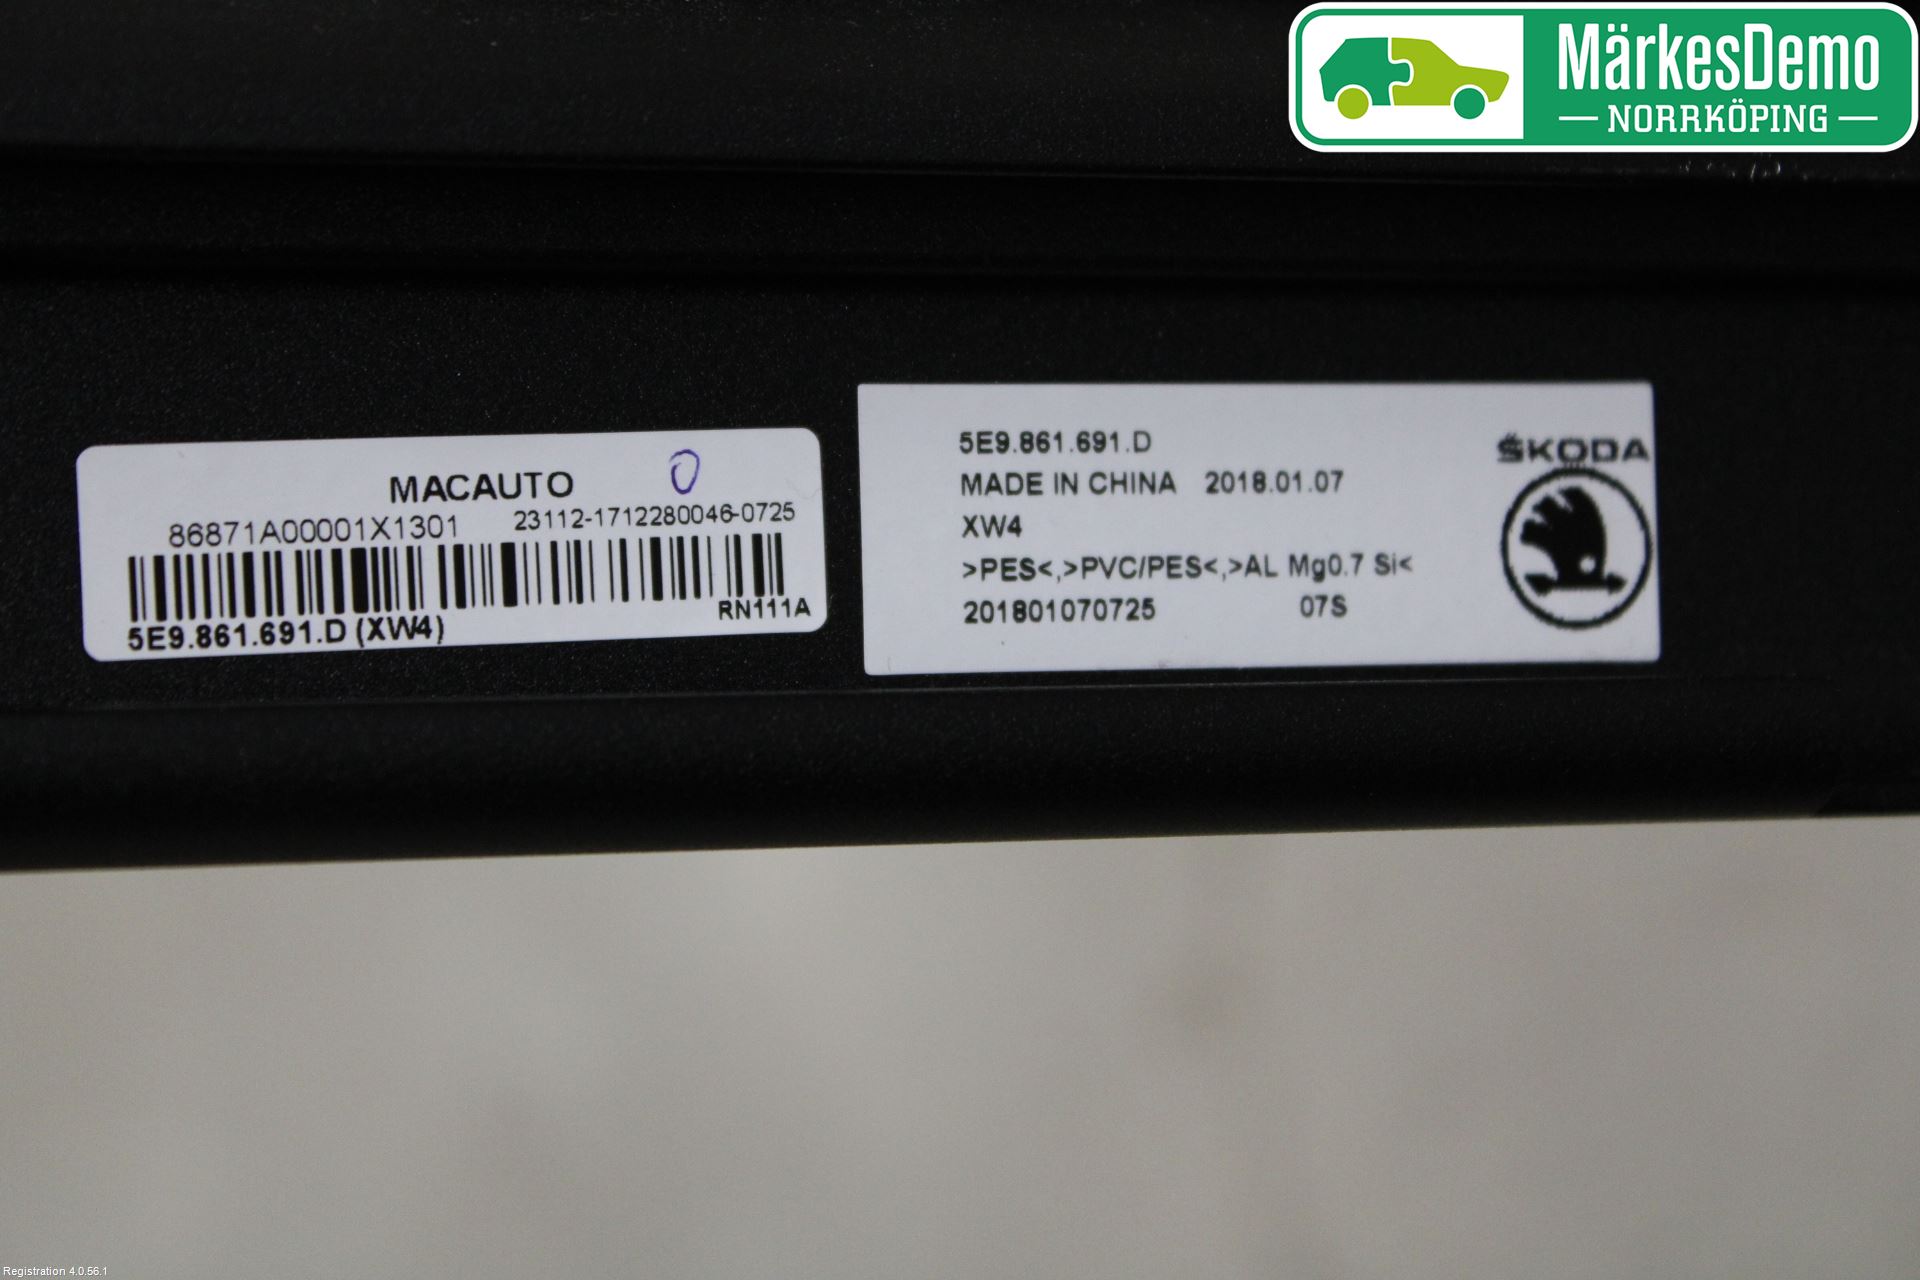 MärkesDemo
NORRKÖPING
MACAUTO 0
86871A00001X1301 23112-1712280046-0725
RN111A
5E9.861.691.D (XW4)
5E9.861.691.D
MADE IN CHINA 2018.01.07
XW4
>PES<,>PVC/PES<,>AL Mg0.7 Si<
201801070725 07S
ŠKODA
Registration 4.0.56.1